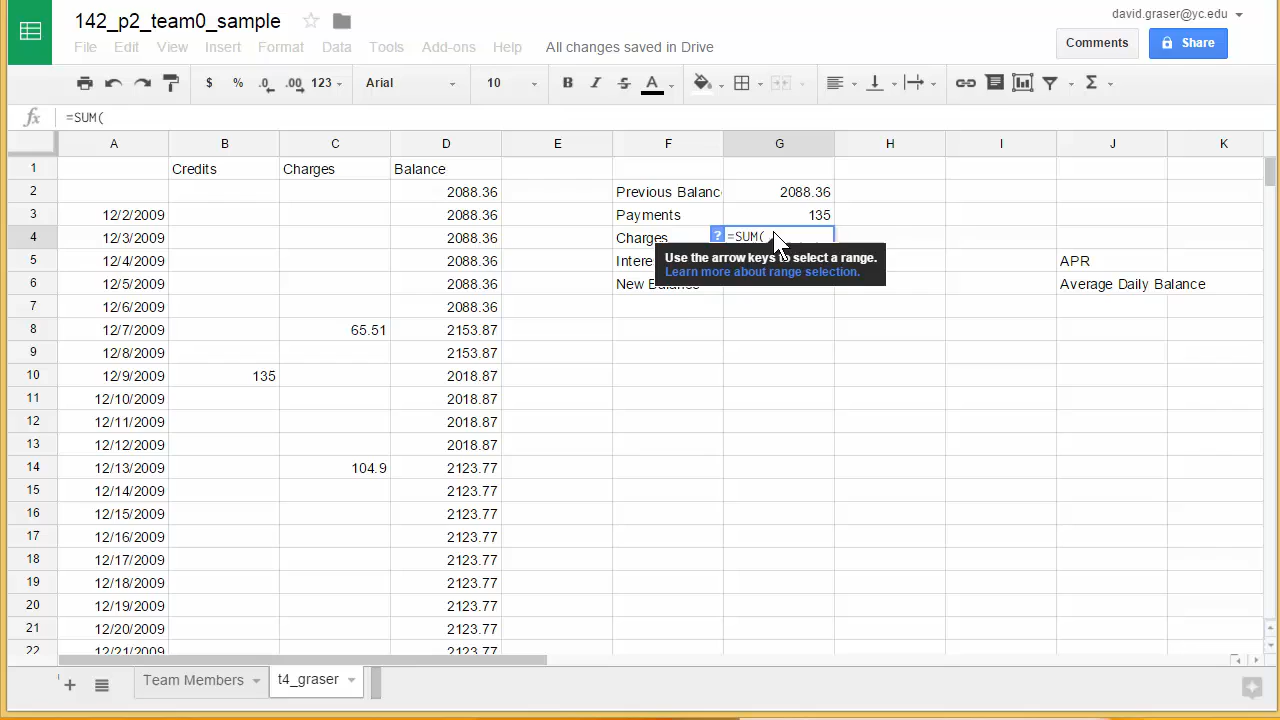 142_p2_team0_sample
david.graser@yc.edu
File Edit View Insert Format Data Tools Add-ons Help All changes saved in Drive
Comments Share
$ % .0 .00 123 Arial 10 B I S A Σ
fx =SUM(
A B C D E F G H I J K
1 Credits Charges Balance
2 2088.36 Previous Balanc 2088.36
3 12/2/2009 2088.36 Payments 135
4 12/3/2009 2088.36 Charges ? =SUM(
Use the arrow keys to select a range.
Learn more about range selection.
5 12/4/2009 2088.36 Intere APR
6 12/5/2009 2088.36 New Balance Average Daily Balance
7 12/6/2009 2088.36
8 12/7/2009 65.51 2153.87
9 12/8/2009 2153.87
10 12/9/2009 135 2018.87
11 12/10/2009 2018.87
12 12/11/2009 2018.87
13 12/12/2009 2018.87
14 12/13/2009 104.9 2123.77
15 12/14/2009 2123.77
16 12/15/2009 2123.77
17 12/16/2009 2123.77
18 12/17/2009 2123.77
19 12/18/2009 2123.77
20 12/19/2009 2123.77
21 12/20/2009 2123.77
22 12/21/2009 2123.77
Team Members t4_graser